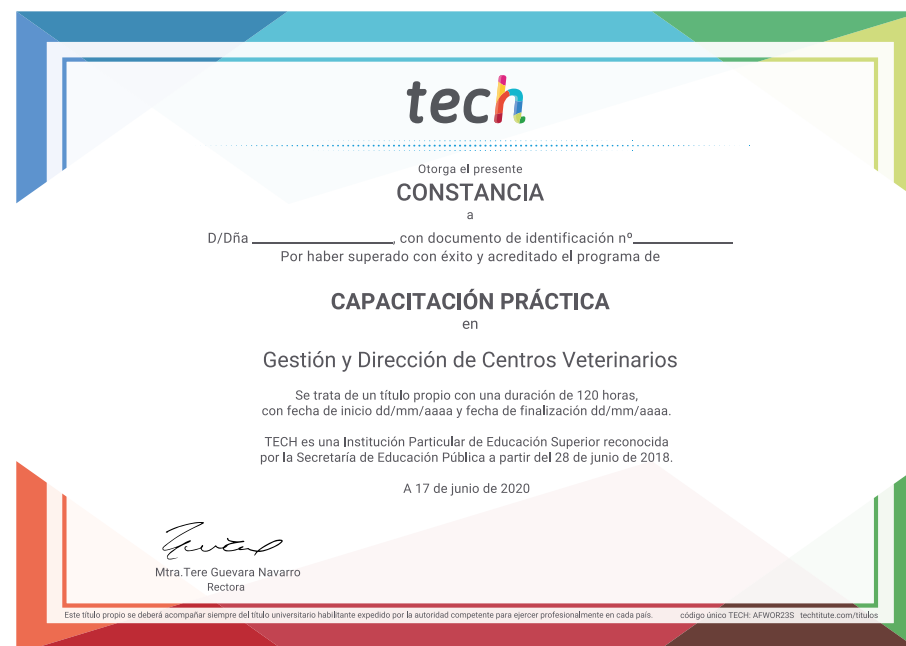 tech
Otorga el presente
CONSTANCIA
a
D/Dña ____________________, con documento de identificación nº______________
Por haber superado con éxito y acreditado el programa de
CAPACITACIÓN PRÁCTICA
en
Gestión y Dirección de Centros Veterinarios
Se trata de un título propio con una duración de 120 horas,
con fecha de inicio dd/mm/aaaa y fecha de finalización dd/mm/aaaa.
TECH es una Institución Particular de Educación Superior reconocida
por la Secretaría de Educación Pública a partir del 28 de junio de 2018.
A 17 de junio de 2020
Mtra.Tere Guevara Navarro
Rectora
Este título propio se deberá acompañar siempre del título universitario habilitante expedido por la autoridad competente para ejercer profesionalmente en cada país. código único TECH: AFWOR23S techtitute.com/titulos